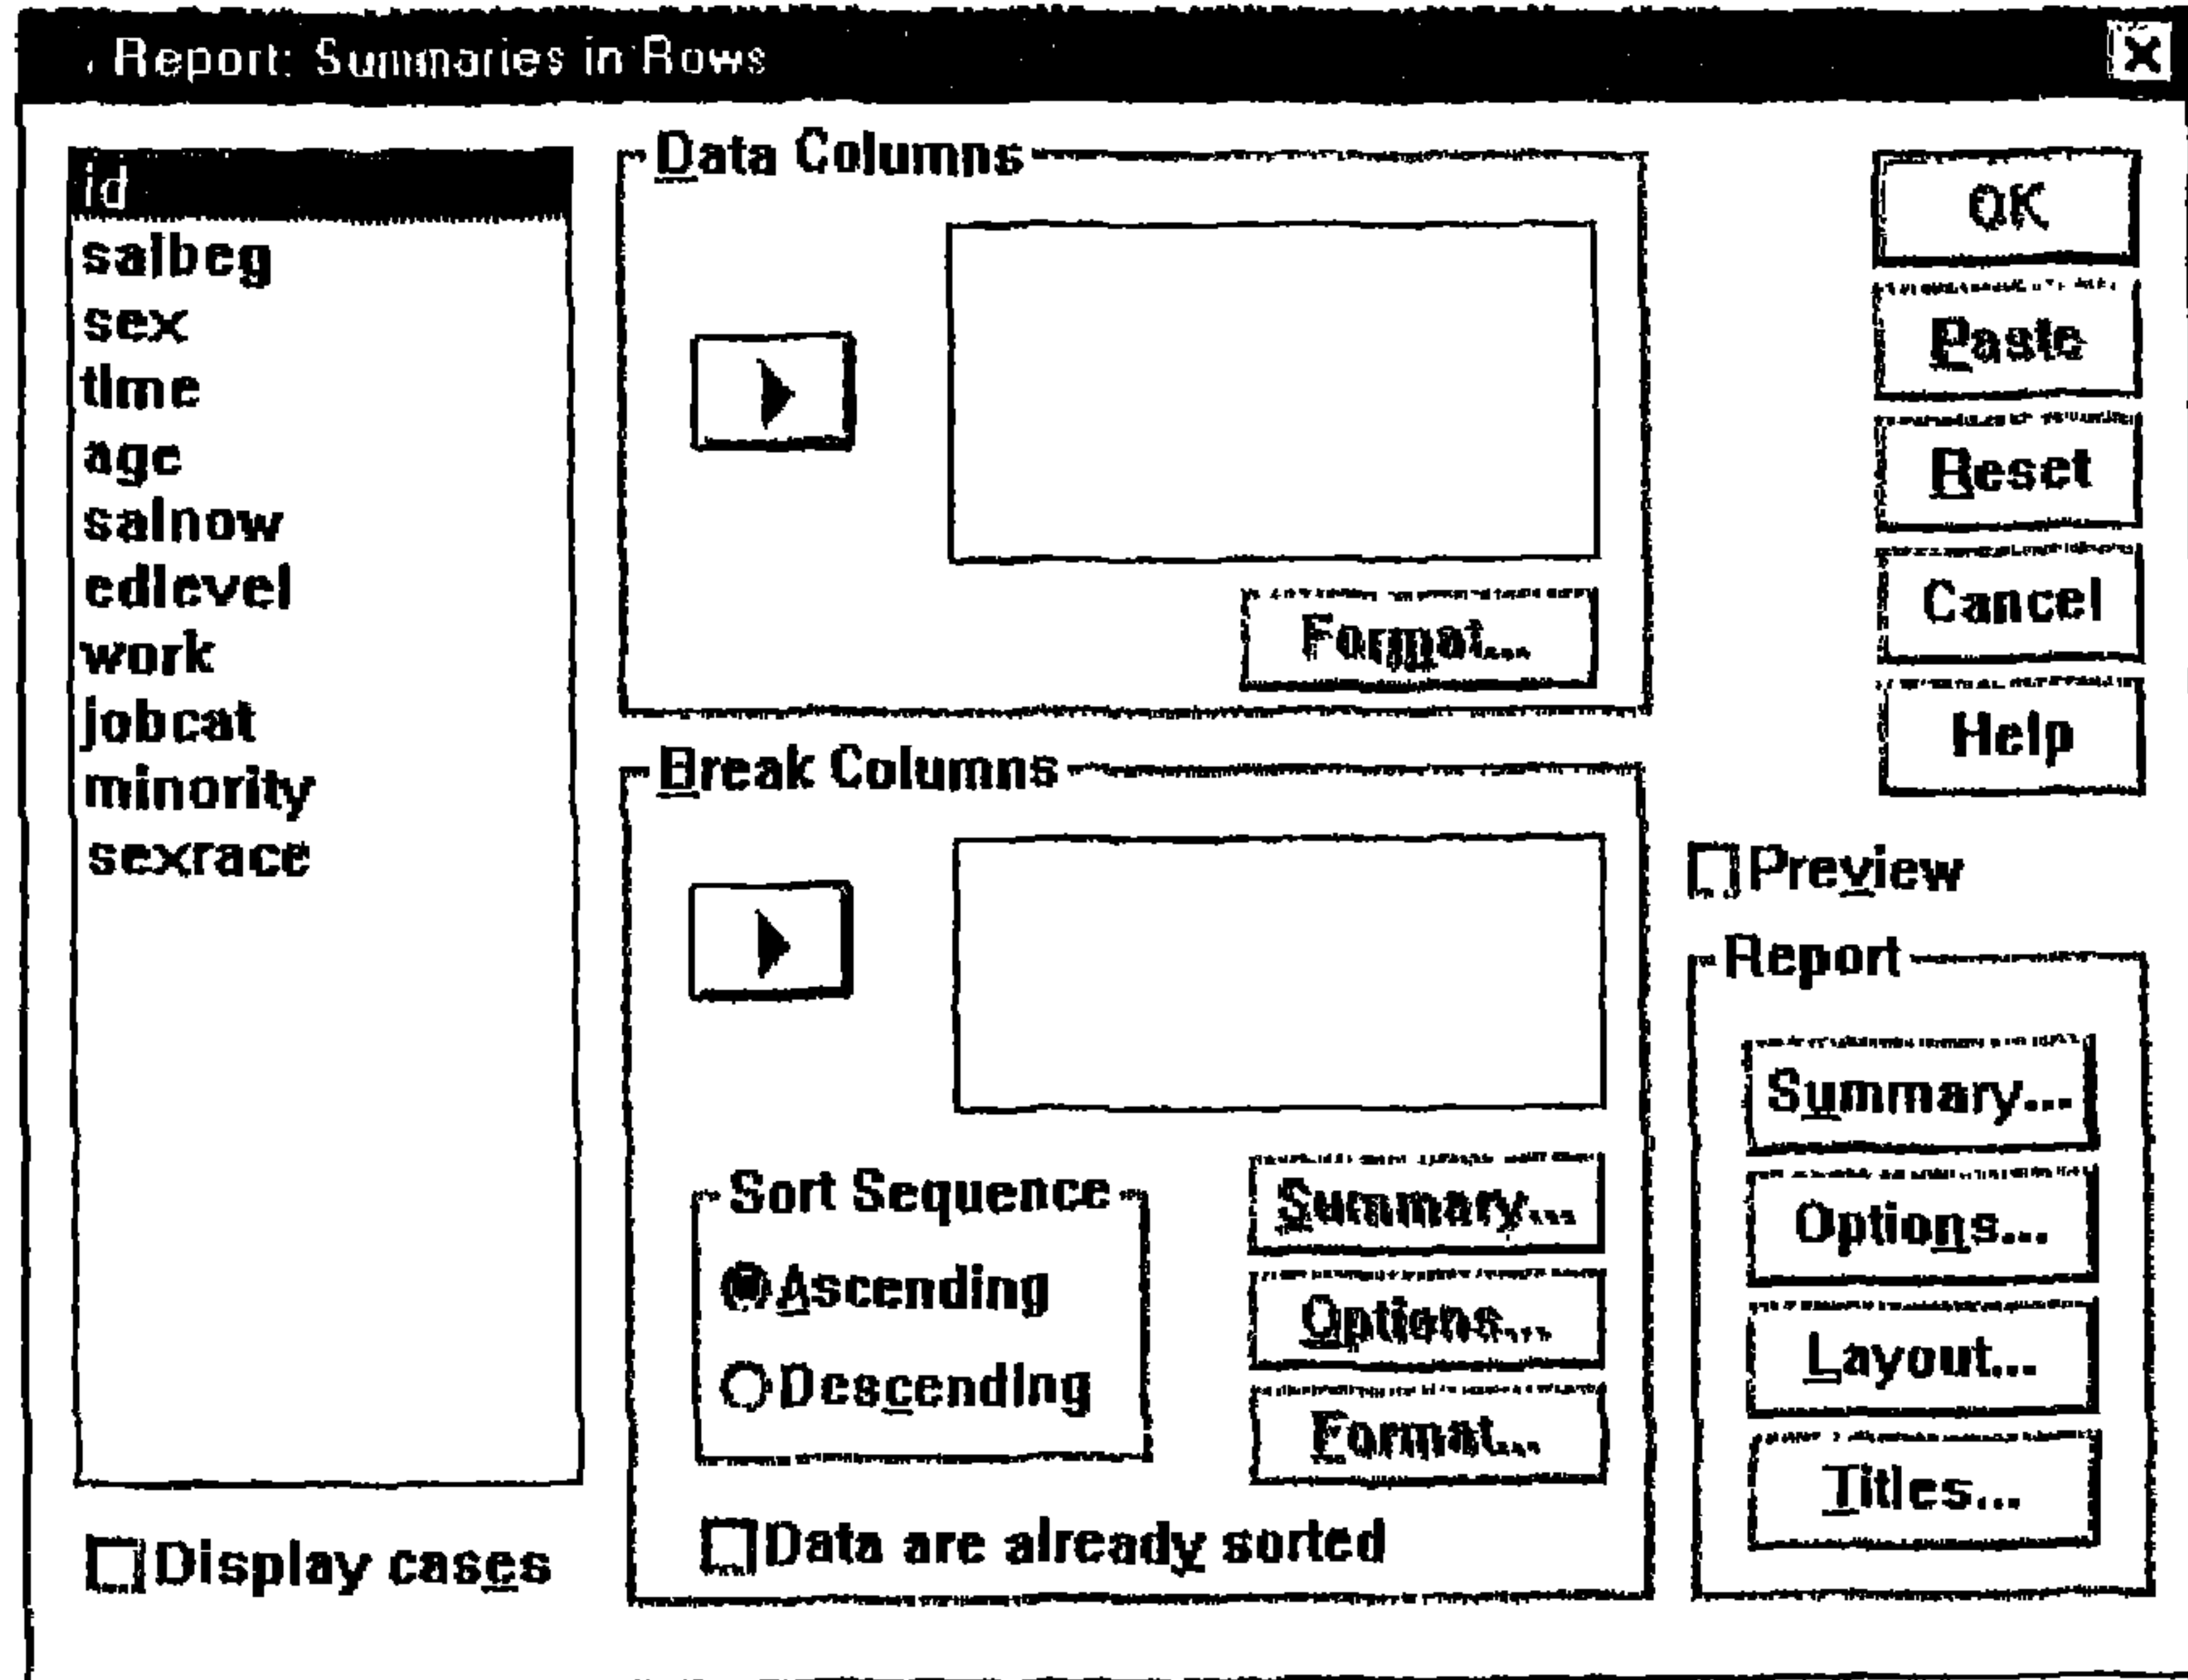 Report: Summaries in Rows
id
salbeg
sex
time
age
salnow
edlevel
work
jobcat
minority
sexrace
Display cases
Data Columns
Format...
Break Columns
Sort Sequence
Ascending
Descending
Summary...
Options...
Format...
Data are already sorted
OK
Paste
Reset
Cancel
Help
Preview
Report
Summary...
Options...
Layout...
Titles...